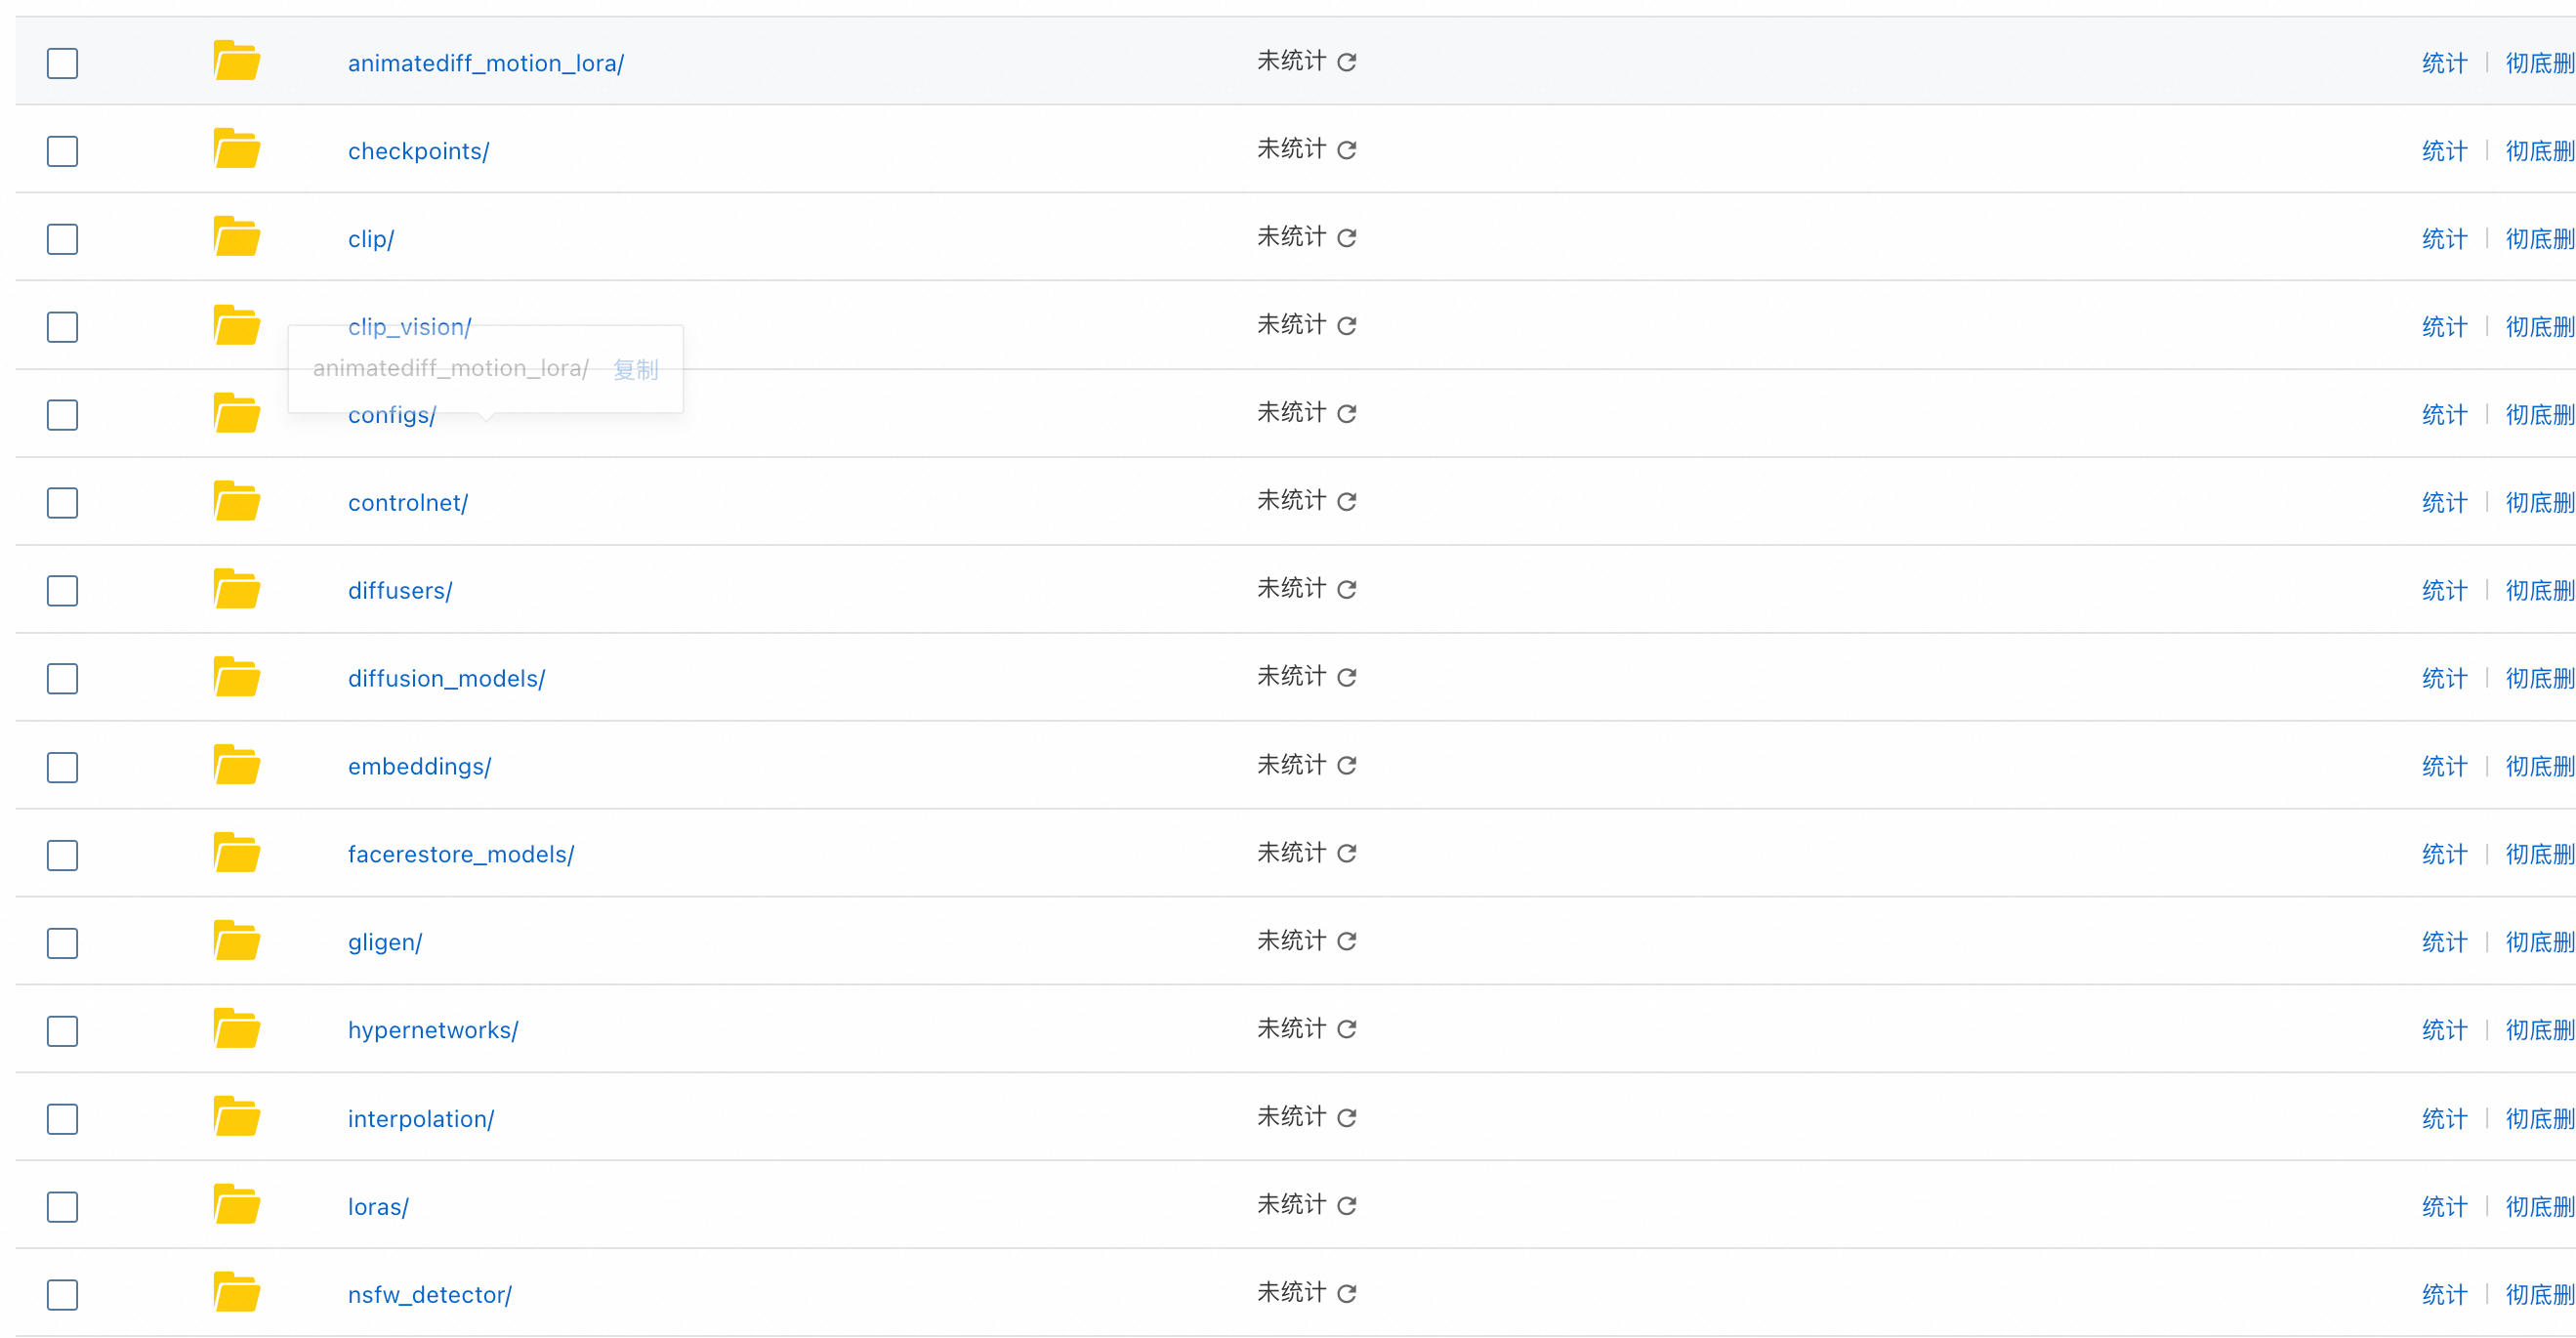 animatediff_motion_lora/ 未统计 统计 | 彻底删
checkpoints/ 未统计 统计 | 彻底删
clip/ 未统计 统计 | 彻底删
clip_vision/ 未统计 统计 | 彻底删
animatediff_motion_lora/ 复制
configs/ 未统计 统计 | 彻底删
controlnet/ 未统计 统计 | 彻底删
diffusers/ 未统计 统计 | 彻底删
diffusion_models/ 未统计 统计 | 彻底删
embeddings/ 未统计 统计 | 彻底删
facerestore_models/ 未统计 统计 | 彻底删
gligen/ 未统计 统计 | 彻底删
hypernetworks/ 未统计 统计 | 彻底删
interpolation/ 未统计 统计 | 彻底删
loras/ 未统计 统计 | 彻底删
nsfw_detector/ 未统计 统计 | 彻底删